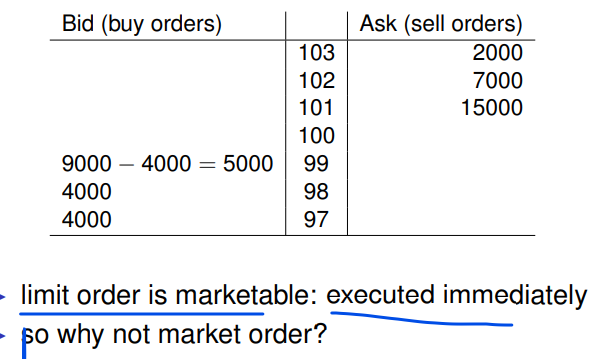 Bid (buy orders) Ask (sell orders)
103 2000
102 7000
101 15000
100
9000 − 4000 = 5000 99
4000 98
4000 97
limit order is marketable: executed immediately
so why not market order?